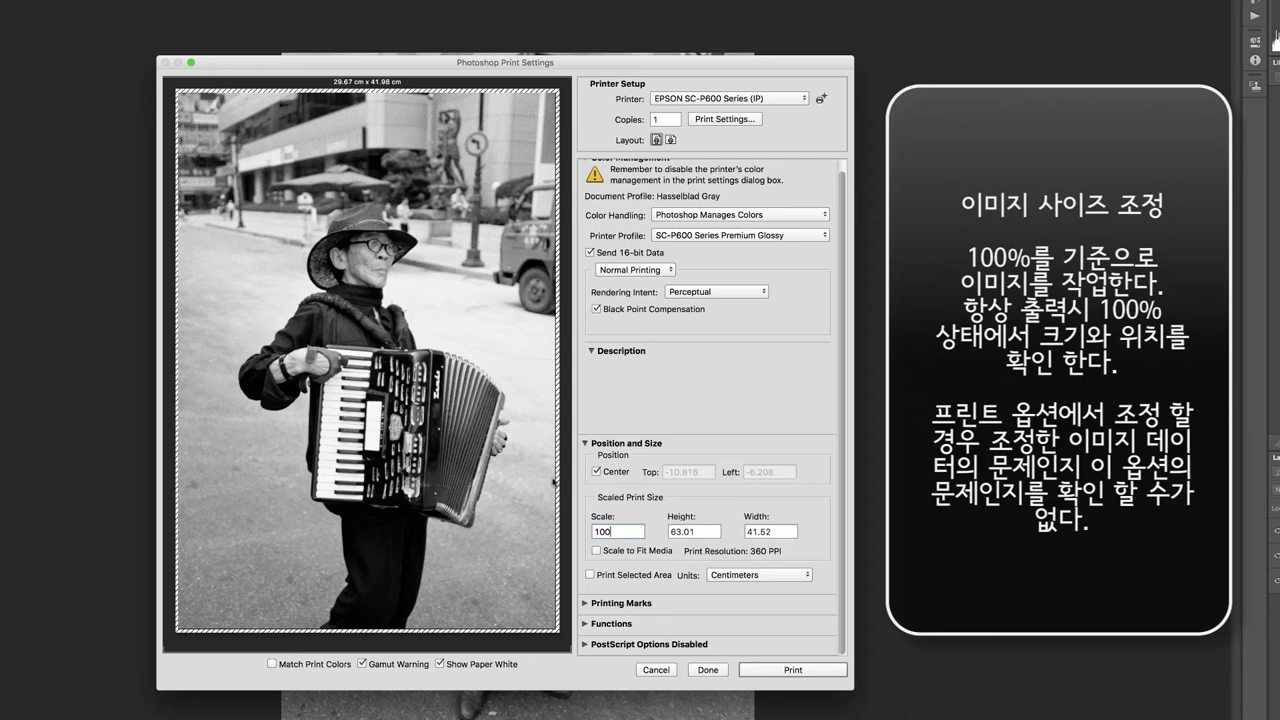 Photoshop Print Settings
29.67 cm x 41.98 cm
Printer Setup
Printer: EPSON SC-P600 Series (IP)
Copies: 1 Print Settings...
Layout:
Color Management
Remember to disable the printer's color
management in the print settings dialog box.
Document Profile: Hasselblad Gray
Color Handling: Photoshop Manages Colors
Printer Profile: SC-P600 Series Premium Glossy
Send 16-bit Data
Normal Printing
Rendering Intent: Perceptual
Black Point Compensation
Description
Position and Size
Position
Center Top: -10.816 Left: -6.208
Scaled Print Size
Scale: Height: Width:
100 63.01 41.52
Scale to Fit Media Print Resolution: 360 PPI
Print Selected Area Units: Centimeters
Printing Marks
Functions
PostScript Options Disabled
Match Print Colors Gamut Warning Show Paper White
Cancel Done Print
이미지 사이즈 조정
100%를 기준으로
이미지를 작업한다.
항상 출력시 100%
상태에서 크기와 위치를
확인 한다.
프린트 옵션에서 조정 할
경우 조정한 이미지 데이
터의 문제인지 이 옵션의
문제인지를 확인 할 수가
없다.